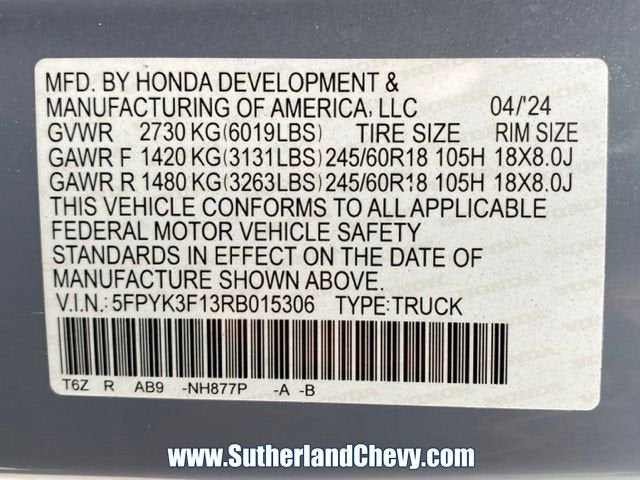 MFD. BY HONDA DEVELOPMENT &
MANUFACTURING OF AMERICA, LLC 04/'24
GVWR 2730 KG(6019LBS) TIRE SIZE RIM SIZE
GAWR F 1420 KG(3131LBS)245/60R18 105H 18X8.0J
GAWR R 1480 KG(3263LBS)245/60R18 105H 18X8.0J
THIS VEHICLE CONFORMS TO ALL APPLICABLE
FEDERAL MOTOR VEHICLE SAFETY
STANDARDS IN EFFECT ON THE DATE OF
MANUFACTURE SHOWN ABOVE.
V.I.N.:5FPYK3F13RB015306 TYPE:TRUCK
T6Z R AB9 -NH877P -A -B
www.SutherlandChevy.com